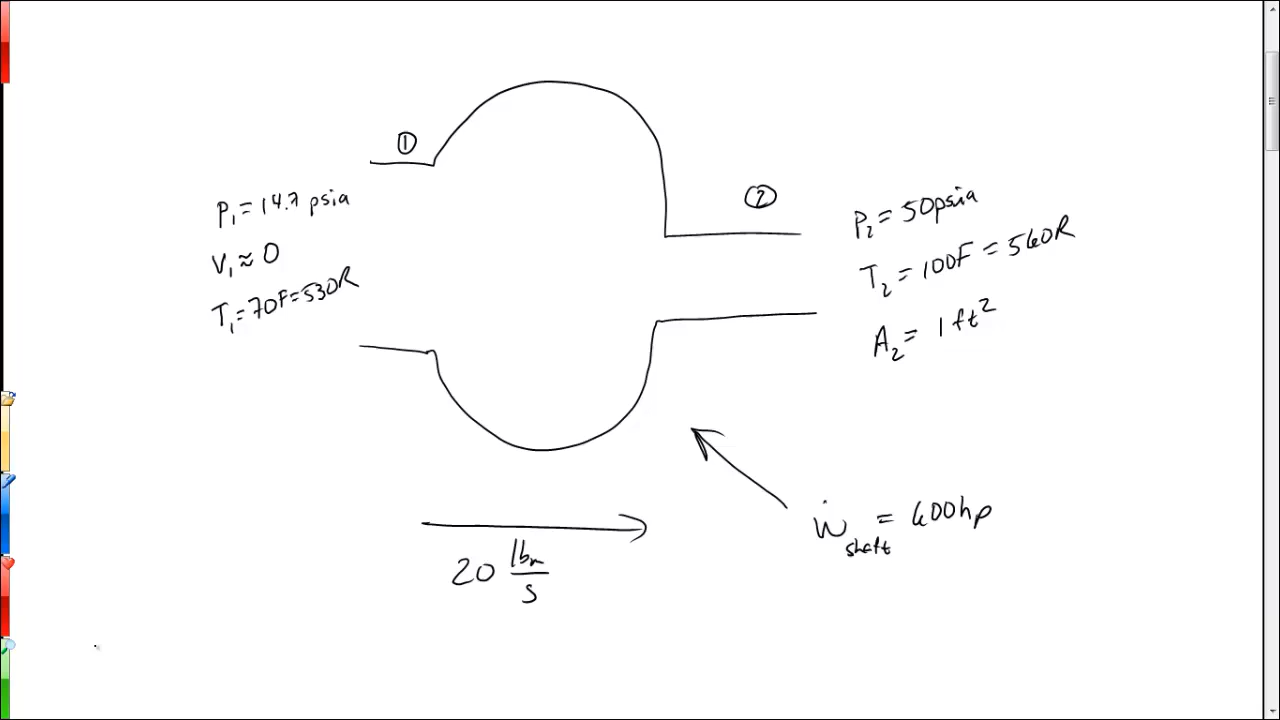 ①
P₁ = 14.7 psia
V₁ ≈ 0
T₁ = 70F = 530R
②
P₂ = 50psia
T₂ = 100F = 560R
A₂ = 1 ft²
Ẇshaft = 600hp
20 lbm/s